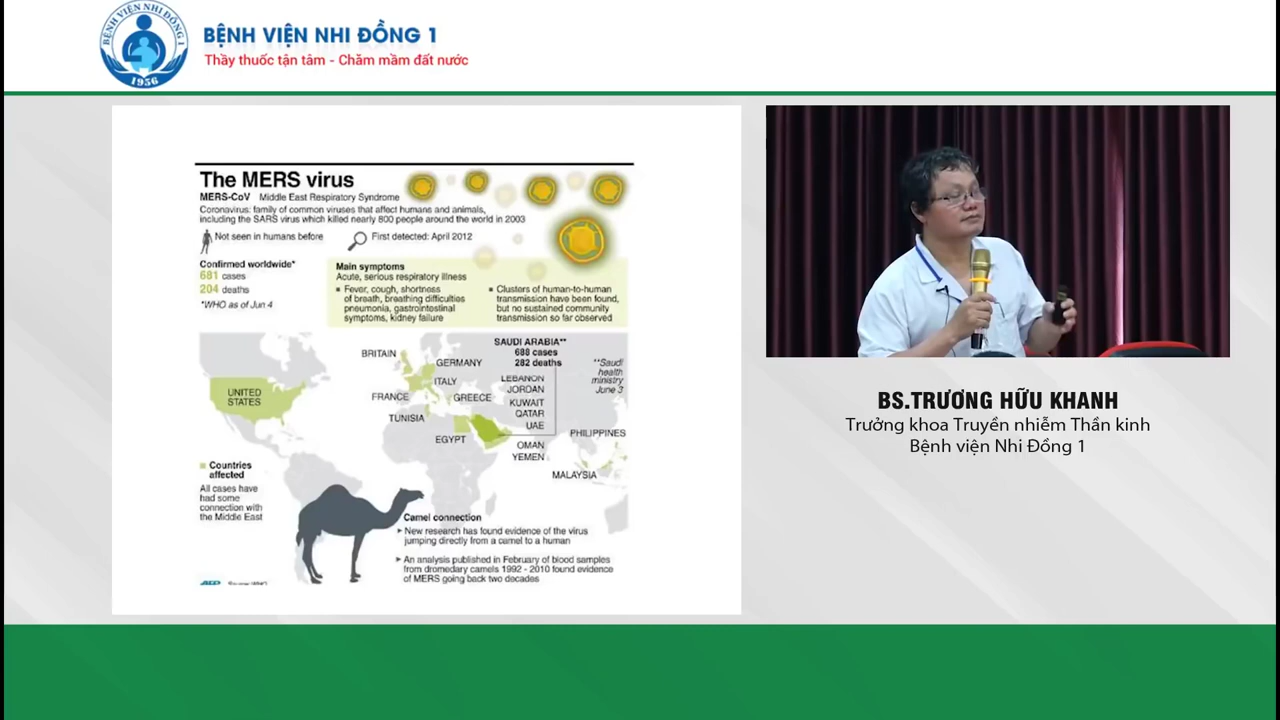 BỆNH VIỆN NHI ĐỒNG 1
1956
BỆNH VIỆN NHI ĐỒNG 1
Thầy thuốc tận tâm - Chăm mầm đất nước
The MERS virus
MERS-CoV Middle East Respiratory Syndrome
Coronavirus: family of common viruses that affect humans and animals,
including the SARS virus which killed nearly 800 people around the world in 2003
Not seen in humans before
First detected: April 2012
Confirmed worldwide*
681 cases
204 deaths
*WHO as of Jun 4
Main symptoms
Acute, serious respiratory illness
Fever, cough, shortness
of breath, breathing difficulties
pneumonia, gastrointestinal
symptoms, kidney failure
Clusters of human-to-human
transmission have been found,
but no sustained community
transmission so far observed
SAUDI ARABIA**
688 cases
282 deaths
**Saudi
health
ministry
June 3
BRITAIN
GERMANY
ITALY
FRANCE
GREECE
TUNISIA
EGYPT
LEBANON
JORDAN
KUWAIT
QATAR
UAE
OMAN
YEMEN
PHILIPPINES
MALAYSIA
UNITED
STATES
Countries
affected
All cases have
had some
connection with
the Middle East
Camel connection
New research has found evidence of the virus
jumping directly from a camel to a human
An analysis published in February of blood samples
from dromedary camels 1992 - 2010 found evidence
of MERS going back two decades
AFP
BS.TRƯƠNG HỮU KHANH
Trưởng khoa Truyền nhiễm Thần kinh
Bệnh viện Nhi Đồng 1